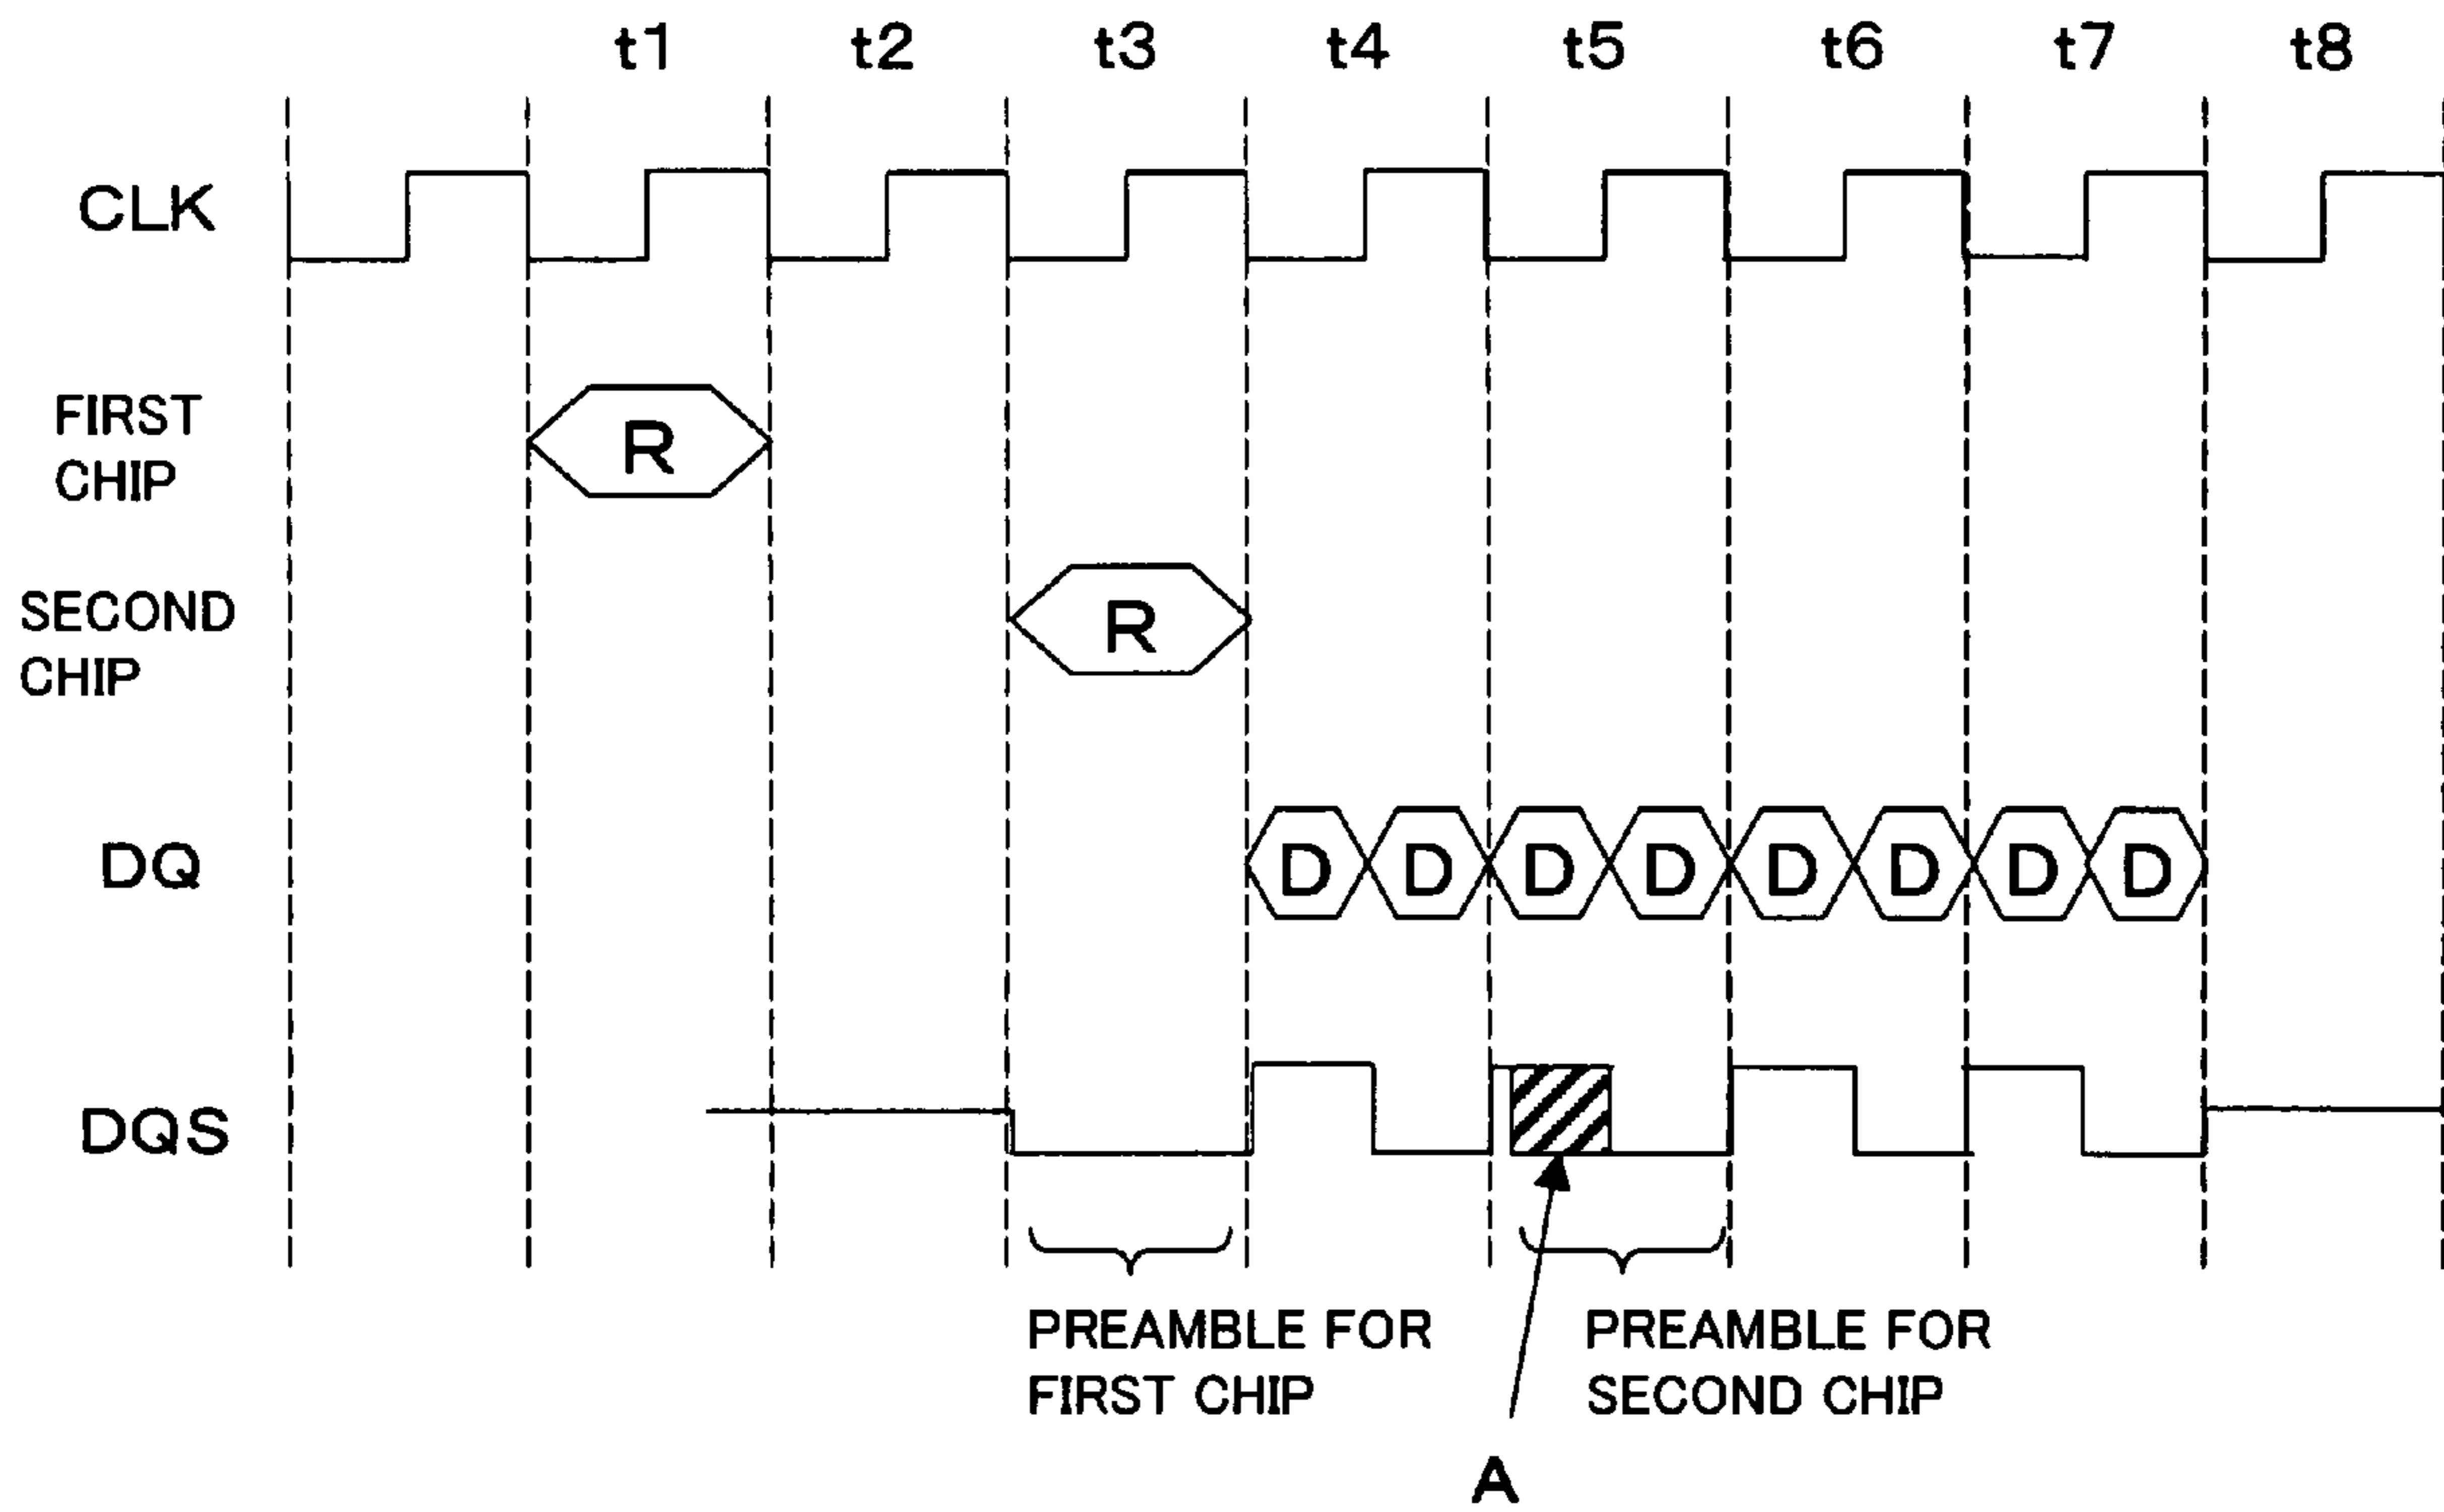 t1 t2 t3 t4 t5 t6 t7 t8
CLK
FIRST
CHIP
R
SECOND
CHIP
R
DQ D D D D D D D D
DQS
PREAMBLE FOR
FIRST CHIP
PREAMBLE FOR
SECOND CHIP
A